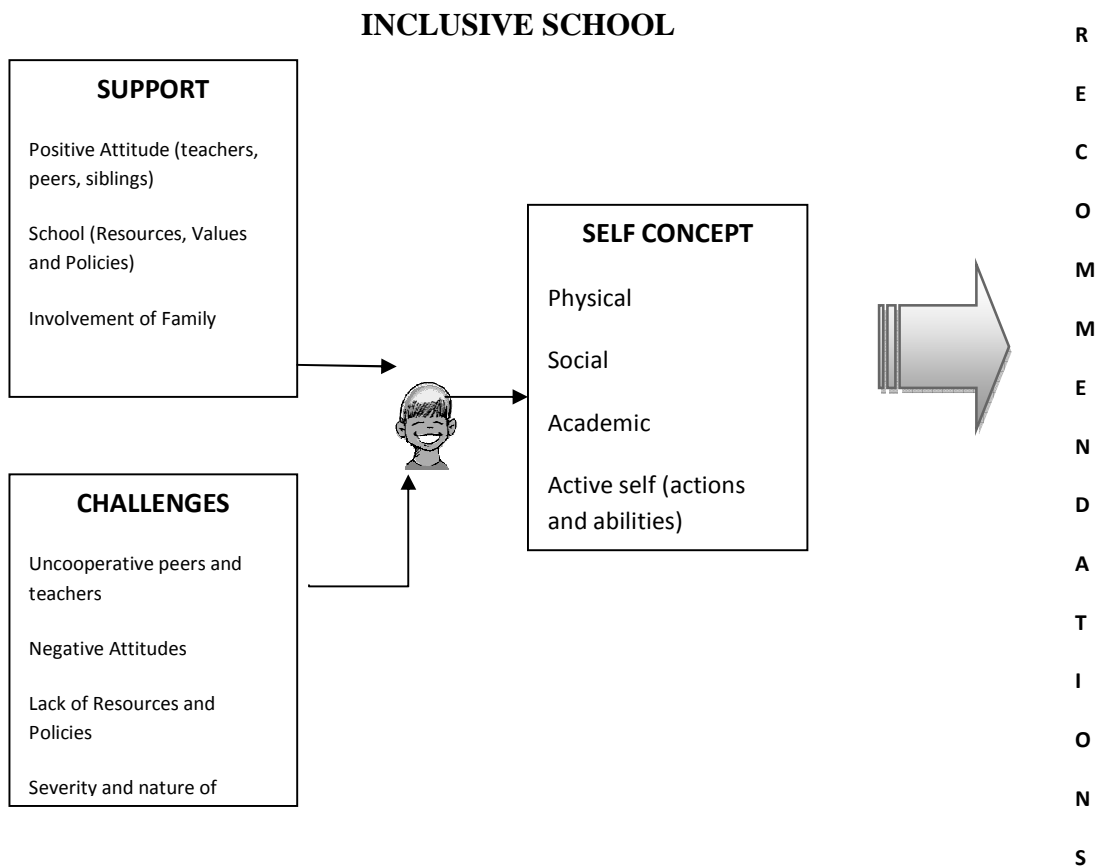 INCLUSIVE SCHOOL
SUPPORT
Positive Attitude (teachers,
peers, siblings)
School (Resources, Values
and Policies)
Involvement of Family
CHALLENGES
Uncooperative peers and
teachers
Negative Attitudes
Lack of Resources and
Policies
Severity and nature of
SELF CONCEPT
Physical
Social
Academic
Active self (actions
and abilities)
R
E
C
O
M
M
E
N
D
A
T
I
O
N
S